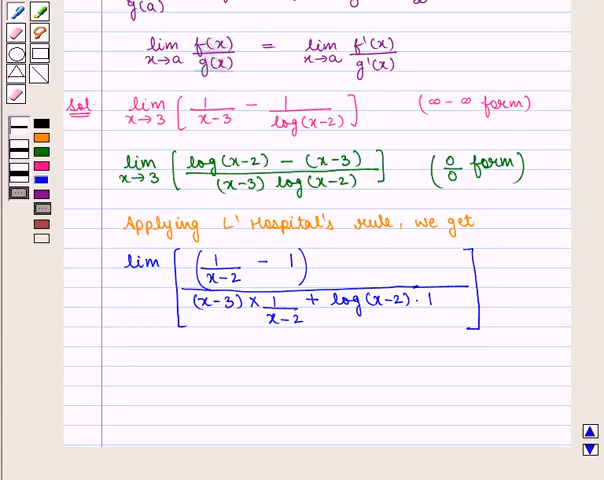 g(a)
lim x→a f(x)/g(x) = lim x→a f'(x)/g'(x)
Sol. lim x→3 [ 1/(x-3) - 1/log(x-2) ] (∞ - ∞ form)
lim x→3 [ (log(x-2) - (x-3))/((x-3) log(x-2)) ] (0/0 form)
Applying L' Hospital's rule, we get
lim [ (1/(x-2) - 1)/((x-3) × 1/(x-2) + log(x-2) · 1) ]